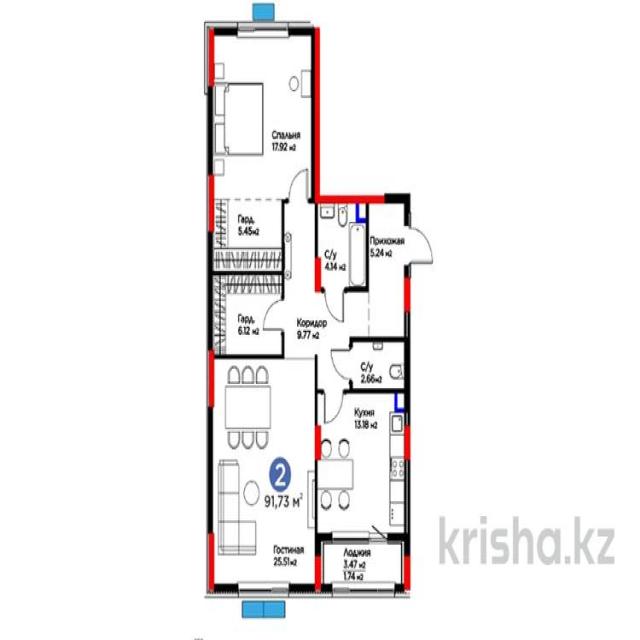 Спальня
17.92 м2
Гард.
5.45м2
С/у
4.14 м2
Прихожая
5.24 м2
Гард.
6.12 м2
Коридор
9.77 м2
С/у
2.66м2
Кухня
13.18 м2
2
91,73 м2
Гостиная
25.51м2
Лоджия
3.47 м2
1.74 м2
krisha.kz